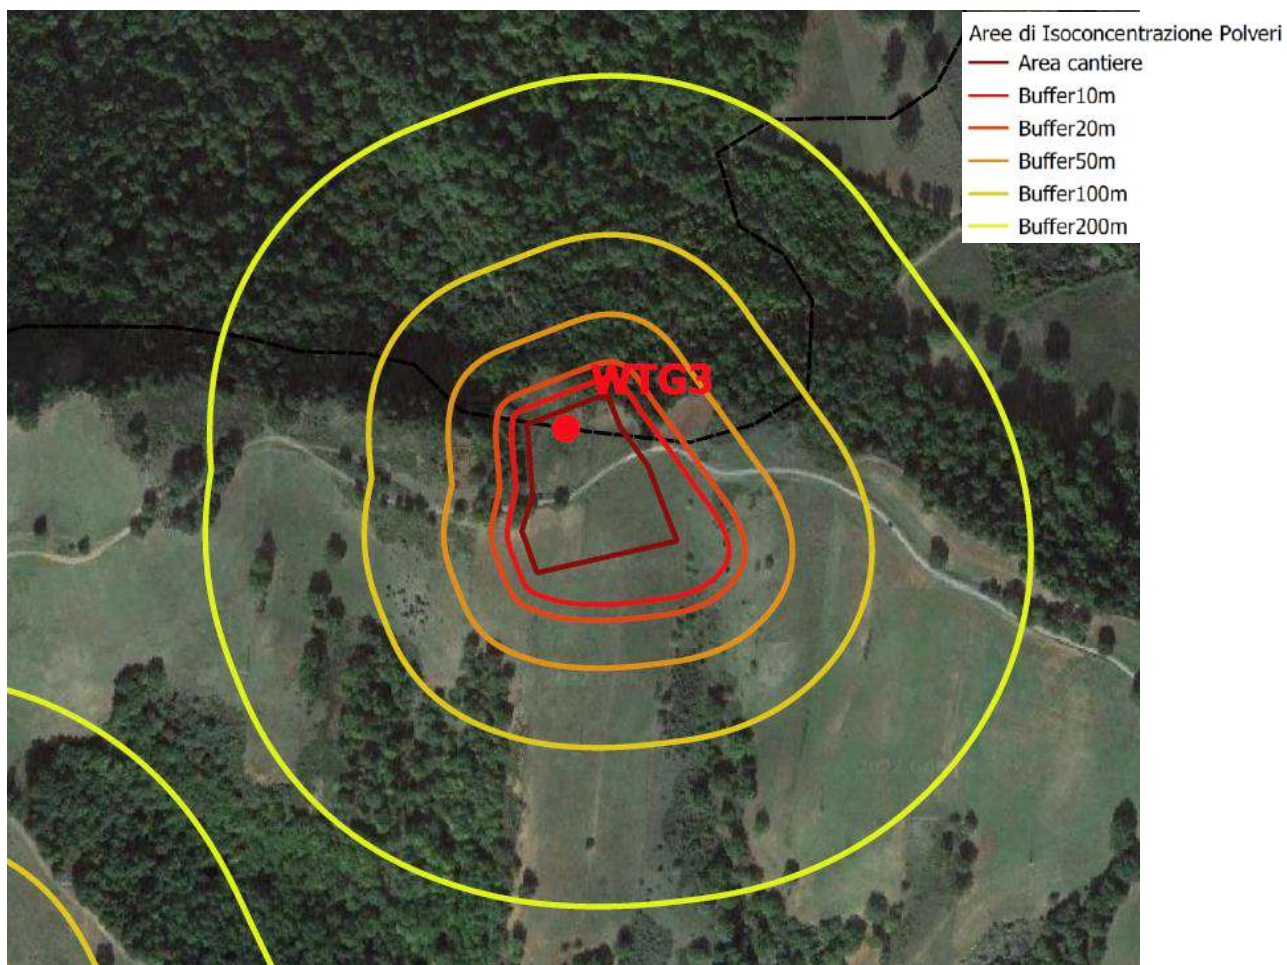 Aree di Isoconcentrazione Polveri
Area cantiere
Buffer10m
Buffer20m
Buffer50m
Buffer100m
Buffer200m
WTG3